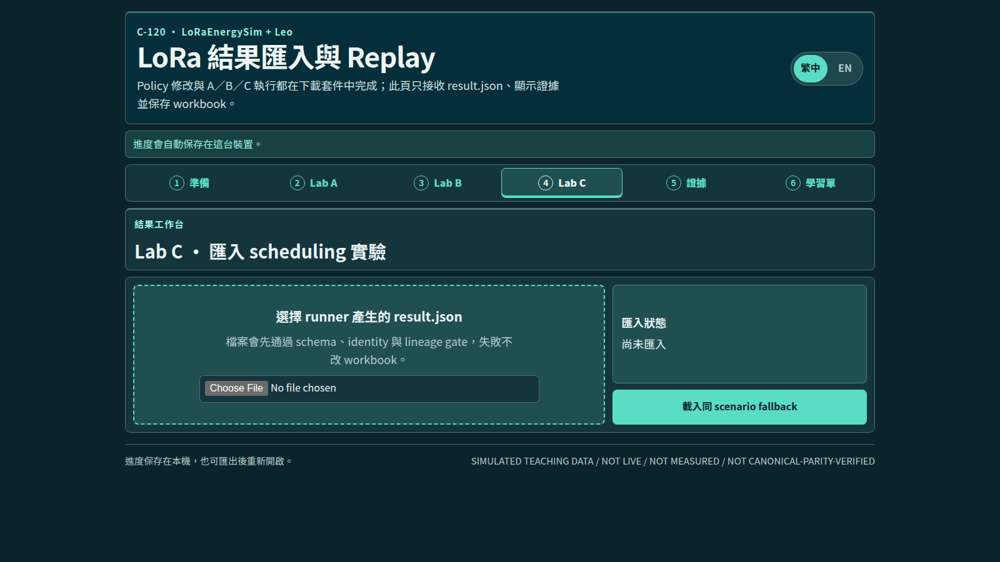 C-120 • LoRaEnergySim + Leo
LoRa 結果匯入與 Replay
Policy 修改與 A／B／C 執行都在下載套件中完成；此頁只接收 result.json、顯示證據
並保存 workbook。
繁中
EN
進度會自動保存在這台裝置。
1 準備
2 Lab A
3 Lab B
4 Lab C
5 證據
6 學習單
結果工作台
Lab C • 匯入 scheduling 實驗
選擇 runner 產生的 result.json
檔案會先通過 schema、identity 與 lineage gate，失敗不
改 workbook。
Choose File No file chosen
匯入狀態
尚未匯入
載入同 scenario fallback
進度保存在本機，也可匯出後重新開啟。
SIMULATED TEACHING DATA / NOT LIVE / NOT MEASURED / NOT CANONICAL-PARITY-VERIFIED